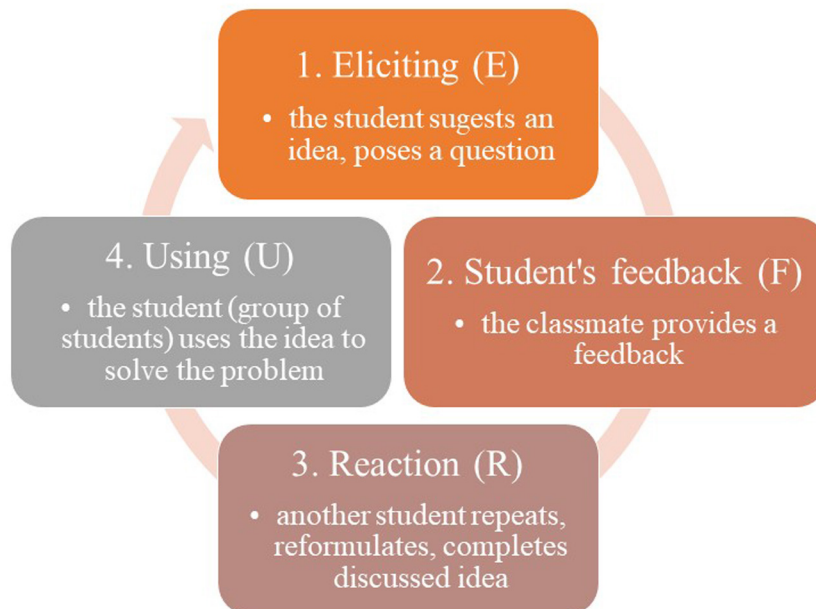 1. Eliciting (E)
• the student sugests an
idea, poses a question
2. Student's feedback (F)
• the classmate provides a
feedback
3. Reaction (R)
• another student repeats,
reformulates, completes
discussed idea
4. Using (U)
• the student (group of
students) uses the idea to
solve the problem